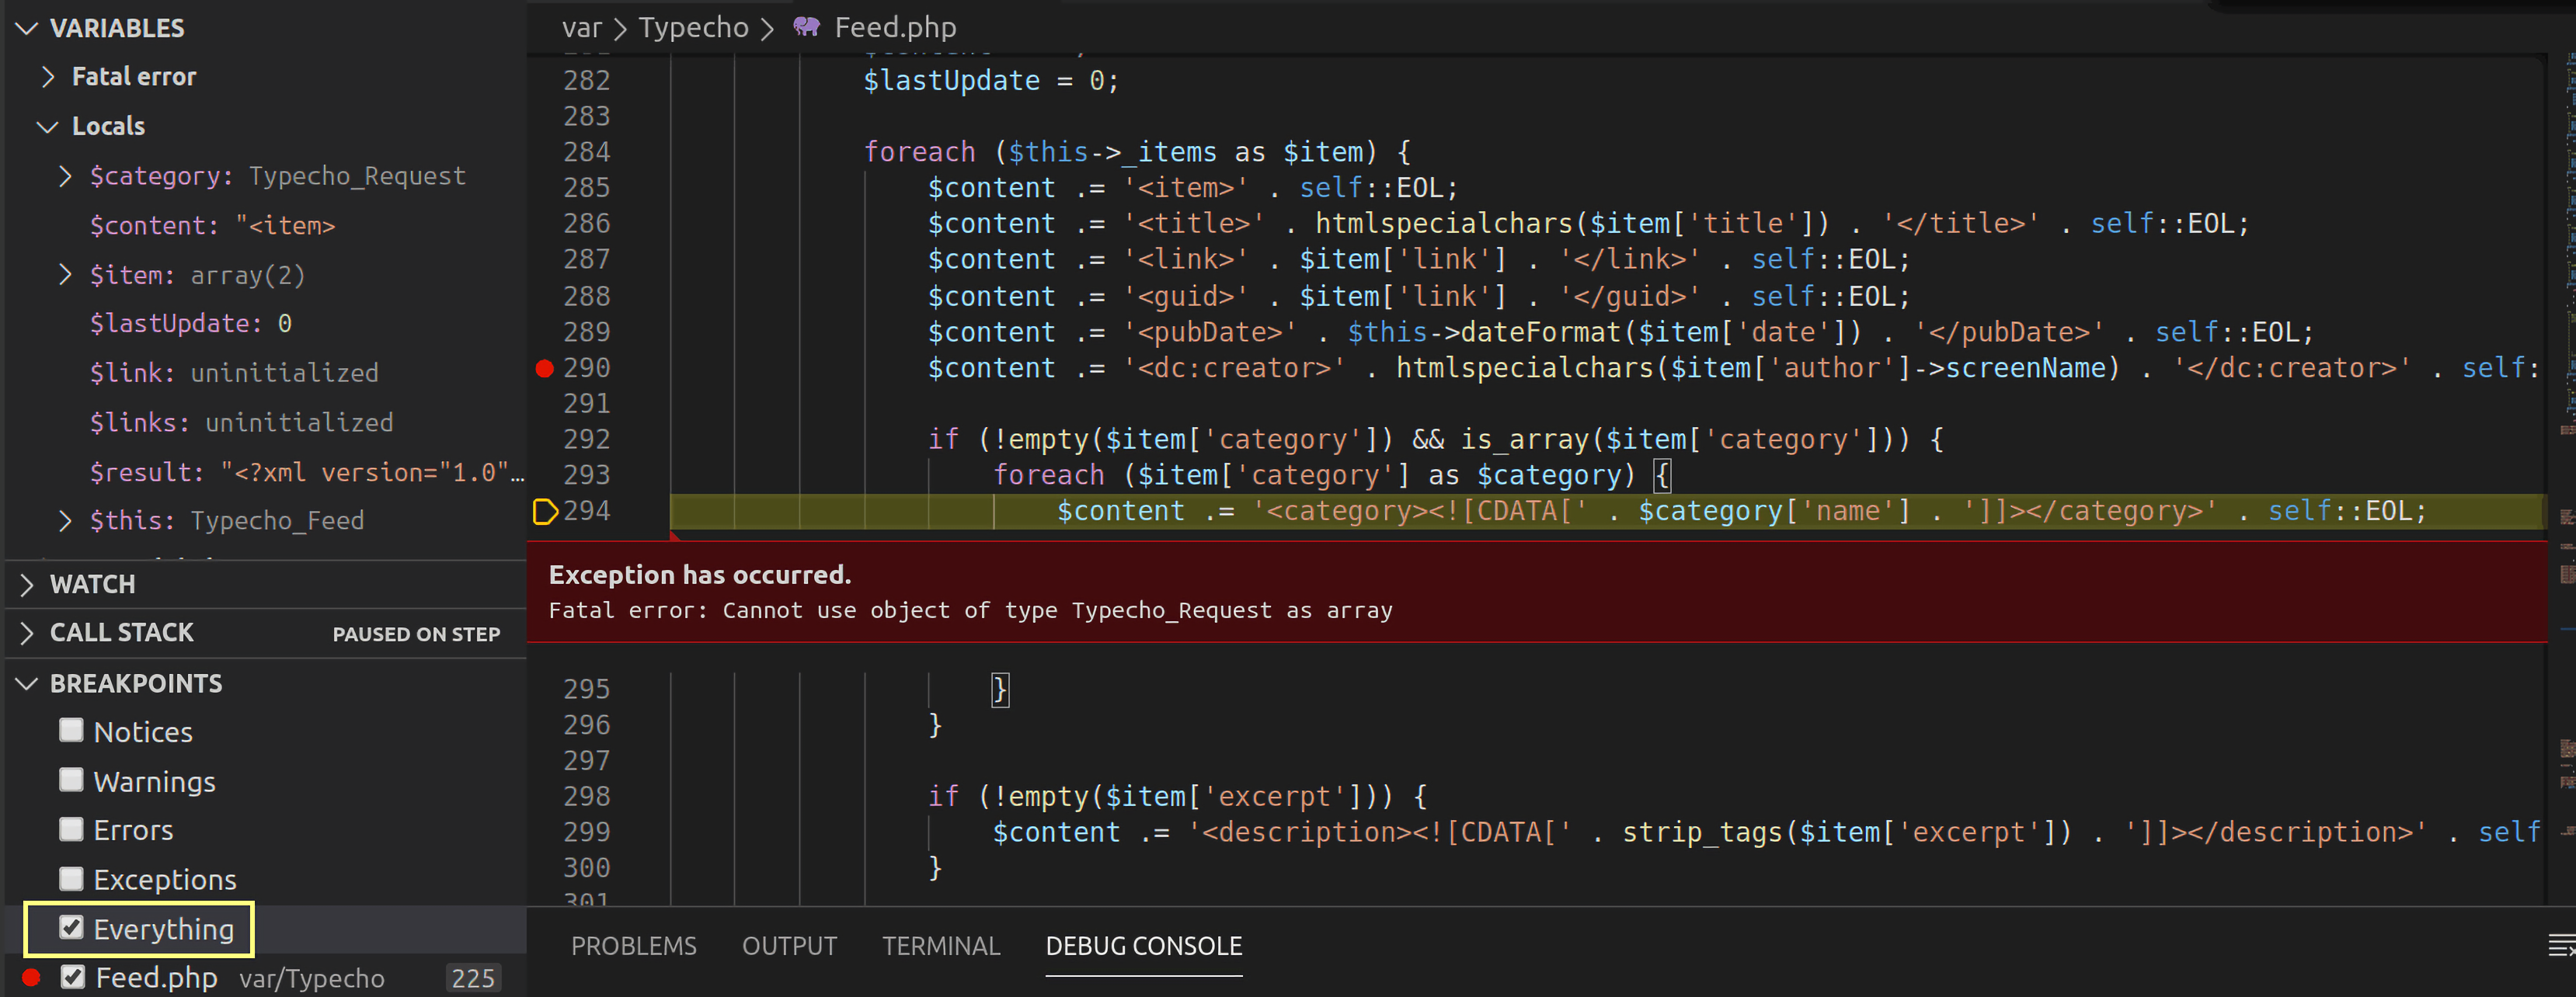 VARIABLES
Fatal error
Locals
$category: Typecho_Request
$content: "<item>
$item: array(2)
$lastUpdate: 0
$link: uninitialized
$links: uninitialized
$result: "<?xml version="1.0"…
$this: Typecho_Feed
WATCH
CALL STACK PAUSED ON STEP
BREAKPOINTS
Notices
Warnings
Errors
Exceptions
Everything
Feed.php var/Typecho 225
var > Typecho > Feed.php
282 $lastUpdate = 0;
283
284 foreach ($this->_items as $item) {
285 $content .= '<item>' . self::EOL;
286 $content .= '<title>' . htmlspecialchars($item['title']) . '</title>' . self::EOL;
287 $content .= '<link>' . $item['link'] . '</link>' . self::EOL;
288 $content .= '<guid>' . $item['link'] . '</guid>' . self::EOL;
289 $content .= '<pubDate>' . $this->dateFormat($item['date']) . '</pubDate>' . self::EOL;
290 $content .= '<dc:creator>' . htmlspecialchars($item['author']->screenName) . '</dc:creator>' . self:
291
292 if (!empty($item['category']) && is_array($item['category'])) {
293 foreach ($item['category'] as $category) {
294 $content .= '<category><![CDATA[' . $category['name'] . ']]></category>' . self::EOL;
Exception has occurred.
Fatal error: Cannot use object of type Typecho_Request as array
295 }
296 }
297
298 if (!empty($item['excerpt'])) {
299 $content .= '<description><![CDATA[' . strip_tags($item['excerpt']) . ']]></description>' . self
300 }
301
PROBLEMS OUTPUT TERMINAL DEBUG CONSOLE